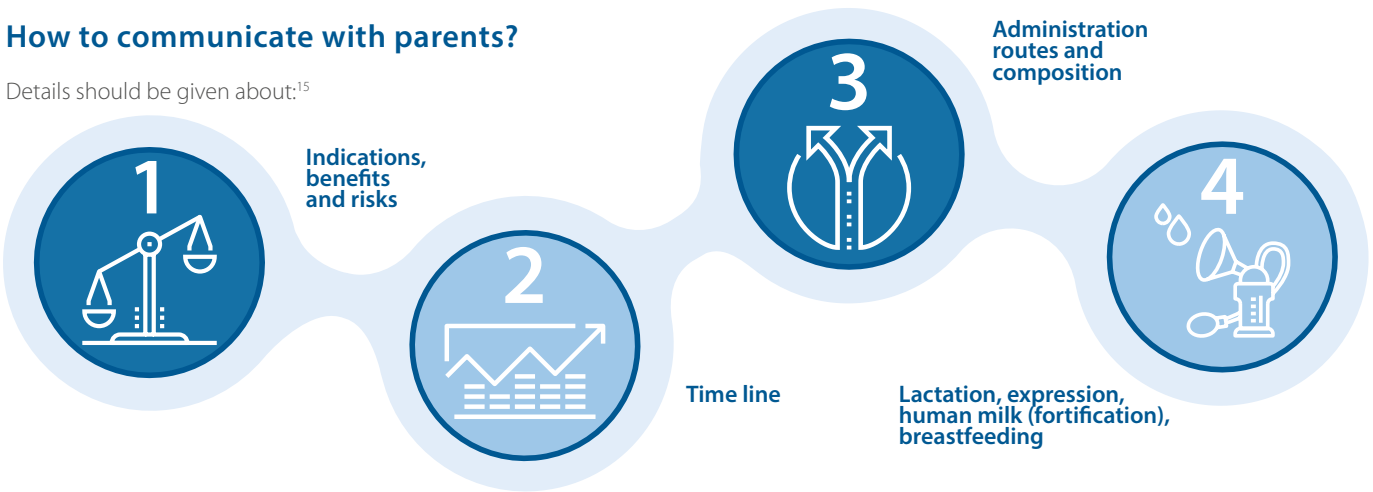 How to communicate with parents?
Details should be given about:15
1
Indications,
benefits
and risks
2
Time line
3
Administration
routes and
composition
4
Lactation, expression,
human milk (fortification),
breastfeeding